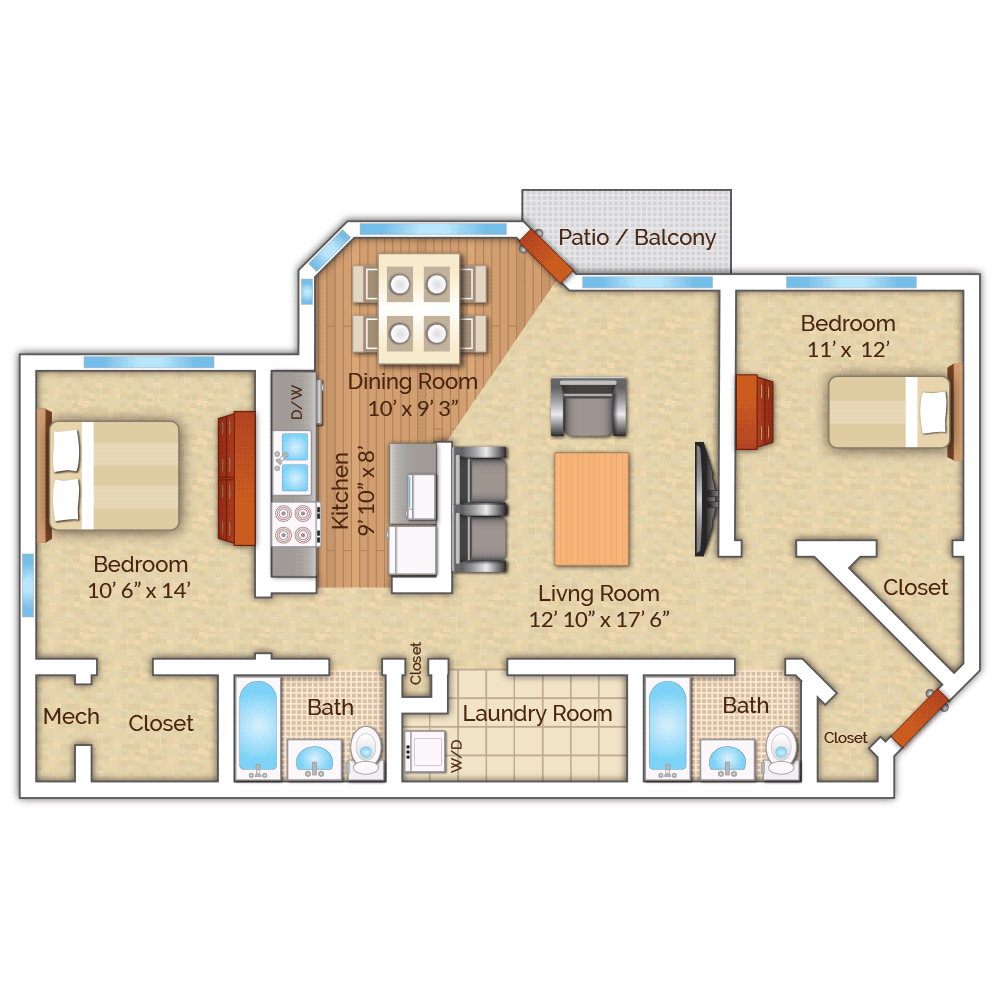 Patio / Balcony
Bedroom
11’ x 12’
Dining Room
10’ x 9’ 3”
D/W
Kitchen
9’ 10” x 8’
Bedroom
10’ 6” x 14’
Livng Room
12’ 10” x 17’ 6”
Closet
Closet
Mech
Closet
Bath
Laundry Room
W/D
Bath
Closet